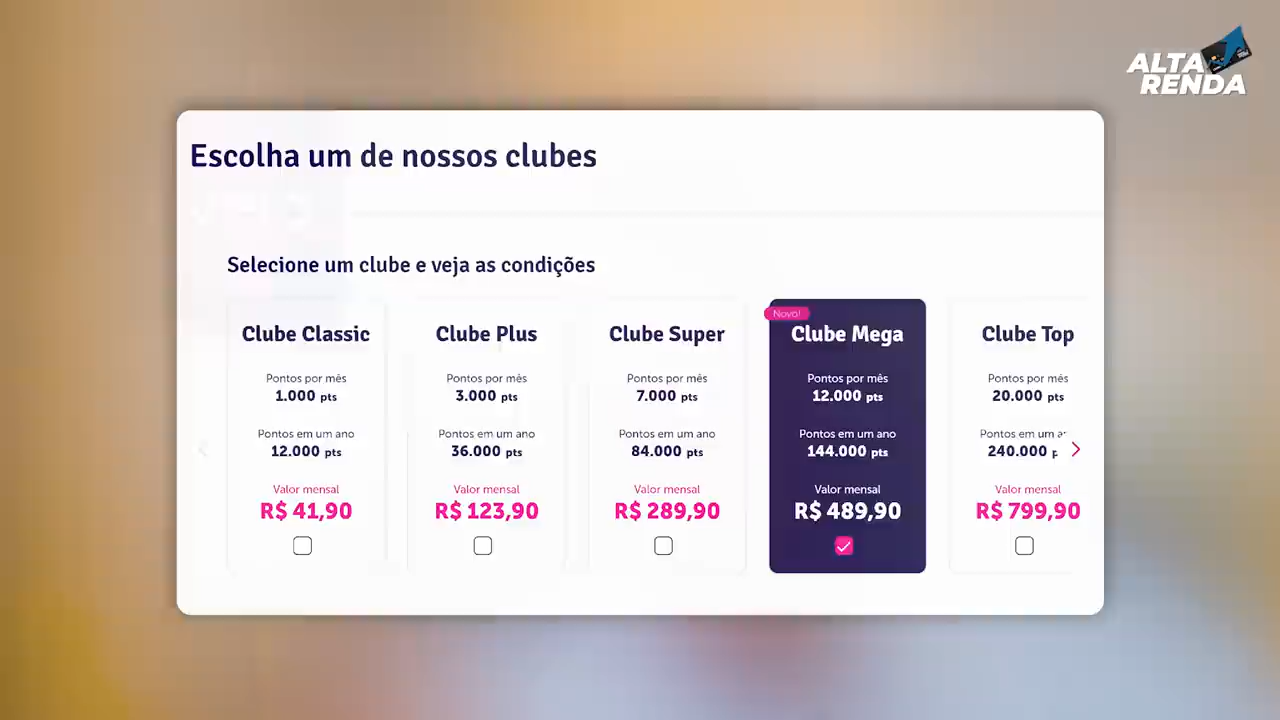 ALTA
RENDA
Escolha um de nossos clubes
Selecione um clube e veja as condições
Clube Classic
Pontos por mês
1.000 pts
Pontos em um ano
12.000 pts
Valor mensal
R$ 41,90
Clube Plus
Pontos por mês
3.000 pts
Pontos em um ano
36.000 pts
Valor mensal
R$ 123,90
Clube Super
Pontos por mês
7.000 pts
Pontos em um ano
84.000 pts
Valor mensal
R$ 289,90
Novo!
Clube Mega
Pontos por mês
12.000 pts
Pontos em um ano
144.000 pts
Valor mensal
R$ 489,90
Clube Top
Pontos por mês
20.000 pts
Pontos em um
240.000
Valor mensal
R$ 799,90